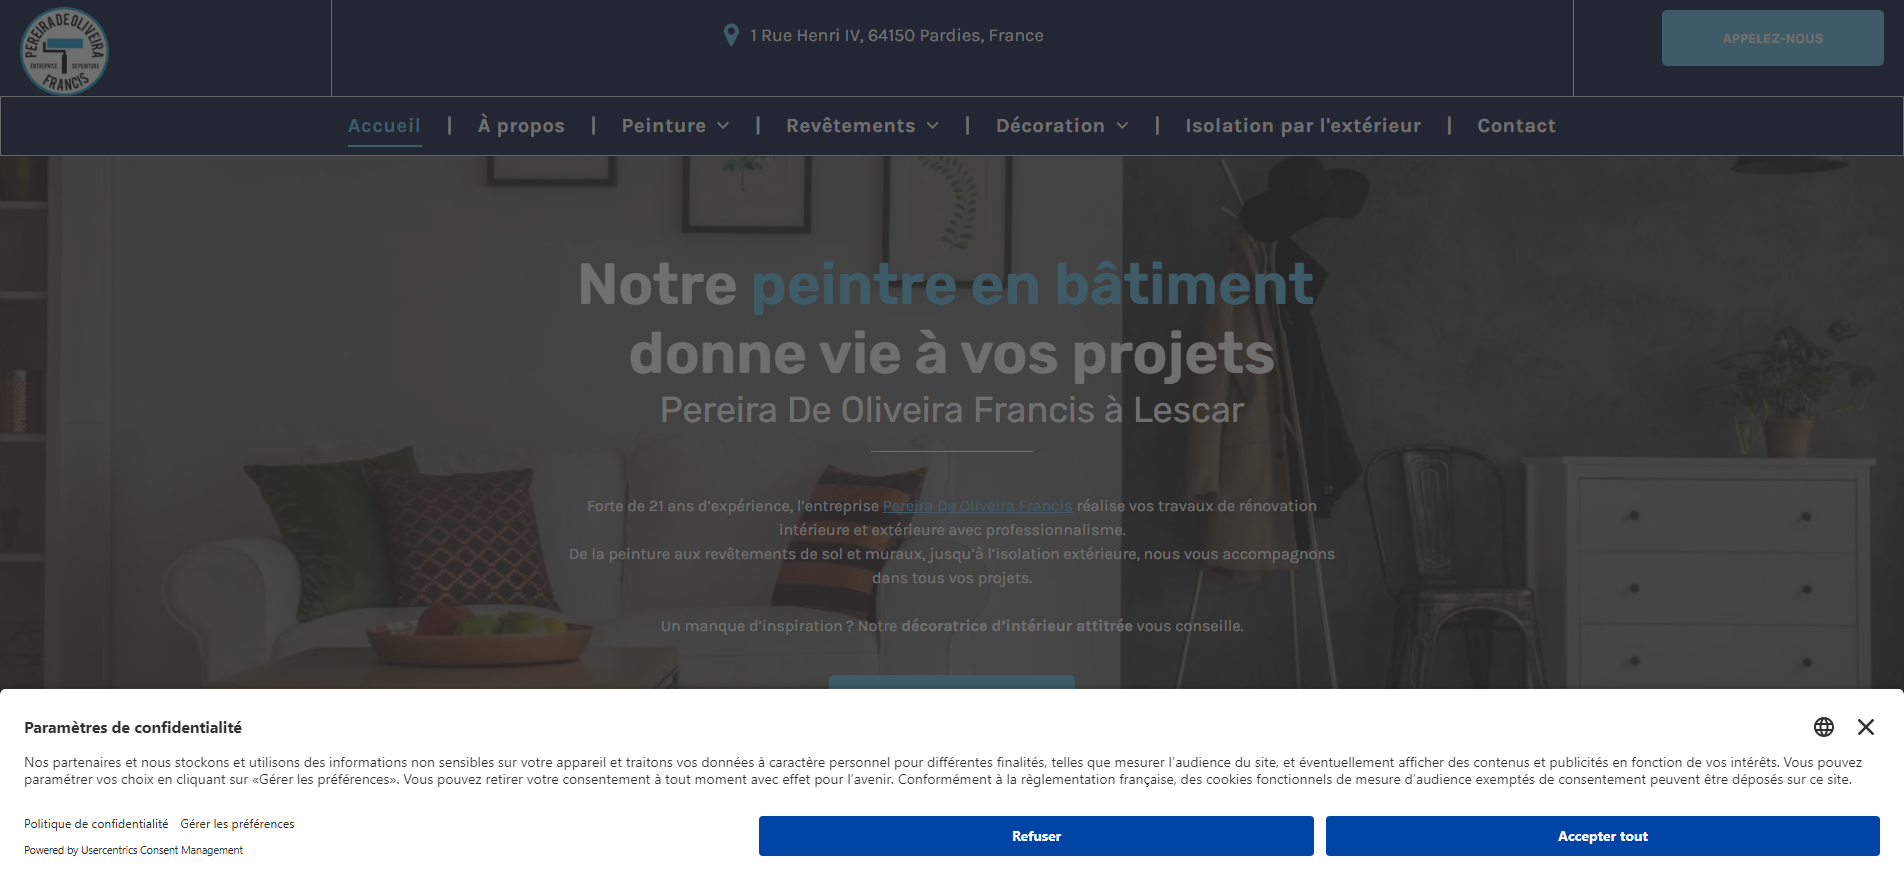 PEREIRA DE OLIVEIRA
ENTREPRISE DE PEINTURE
FRANCIS
1 Rue Henri IV, 64150 Pardies, France
APPELEZ-NOUS
Accueil | À propos | Peinture | Revêtements | Décoration | Isolation par l'extérieur | Contact
Notre peintre en bâtiment
donne vie à vos projets
Pereira De Oliveira Francis à Lescar
Forte de 21 ans d’expérience, l’entreprise Pereira De Oliveira Francis réalise vos travaux de rénovation
intérieure et extérieure avec professionnalisme.
De la peinture aux revêtements de sol et muraux, jusqu’à l’isolation extérieure, nous vous accompagnons
dans tous vos projets.
Un manque d’inspiration ? Notre décoratrice d’intérieur attitrée vous conseille.
Paramètres de confidentialité
Nos partenaires et nous stockons et utilisons des informations non sensibles sur votre appareil et traitons vos données à caractère personnel pour différentes finalités, telles que mesurer l’audience du site, et éventuellement afficher des contenus et publicités en fonction de vos intérêts. Vous pouvez
paramétrer vos choix en cliquant sur «Gérer les préférences». Vous pouvez retirer votre consentement à tout moment avec effet pour l’avenir. Conformément à la règlementation française, des cookies fonctionnels de mesure d’audience exemptés de consentement peuvent être déposés sur ce site.
Politique de confidentialité Gérer les préférences
Powered by Usercentrics Consent Management
Refuser
Accepter tout